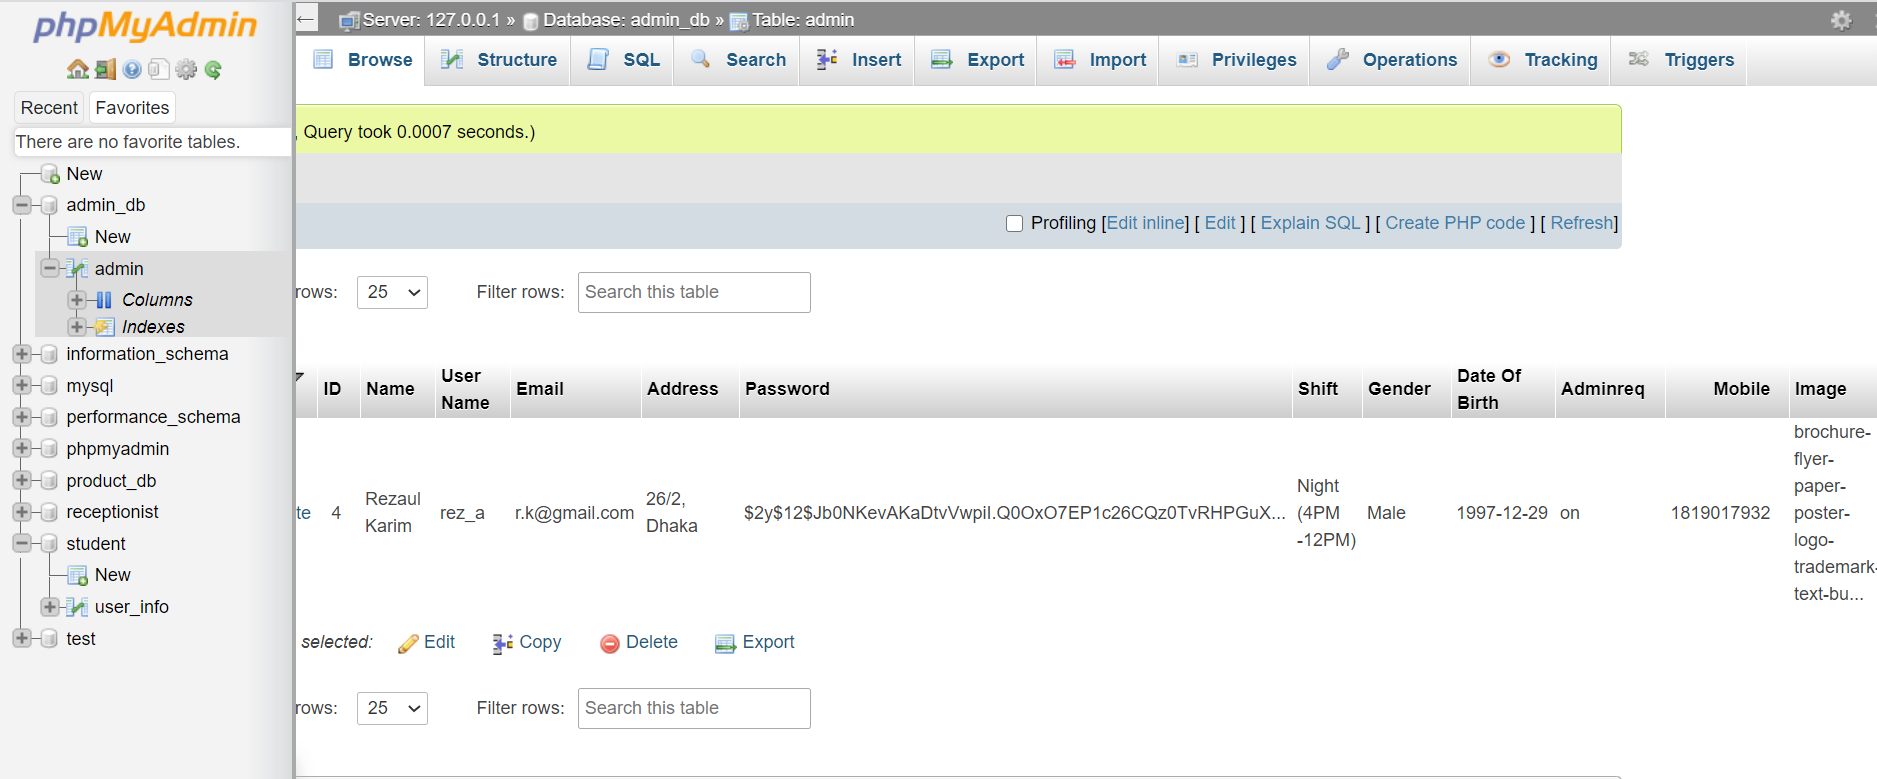 phpMyAdmin
Recent Favorites
There are no favorite tables.
New
admin_db
New
admin
Columns
Indexes
information_schema
mysql
performance_schema
phpmyadmin
product_db
receptionist
student
New
user_info
test
Server: 127.0.0.1 » Database: admin_db » Table: admin
Browse Structure SQL Search Insert Export Import Privileges Operations Tracking Triggers
, Query took 0.0007 seconds.)
Profiling [Edit inline] [ Edit ] [ Explain SQL ] [ Create PHP code ] [ Refresh]
rows: 25 Filter rows: Search this table
ID Name User Name Email Address Password Shift Gender Date Of Birth Adminreq Mobile Image
te 4 Rezaul Karim rez_a r.k@gmail.com 26/2, Dhaka $2y$12$Jb0NKevAKaDtvVwpiI.Q0OxO7EP1c26CQz0TvRHPGuX... Night (4PM -12PM) Male 1997-12-29 on 1819017932 brochure-flyer-paper-poster-logo-trademark-text-bu...
selected: Edit Copy Delete Export
rows: 25 Filter rows: Search this table